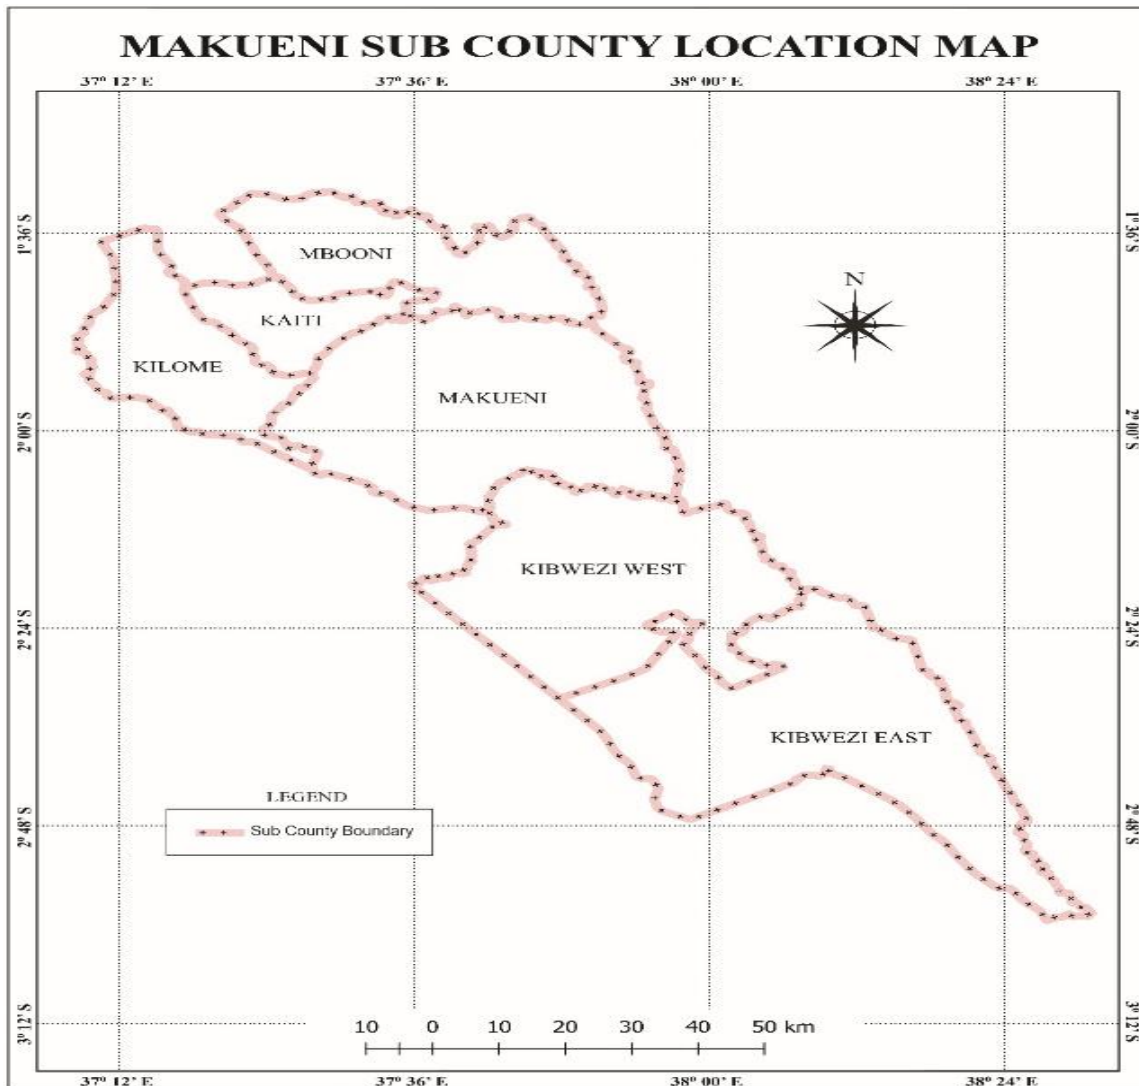 MAKUENI SUB COUNTY LOCATION MAP
37° 12' E 37° 36' E 38° 00' E 38° 24' E
1° 36' S 1° 36' S
MBOONI
N
KAITI
KILOME
MAKUENI
2° 00' S 2° 00' S
KIBWEZI WEST
2° 24' S 2° 24' S
KIBWEZI EAST
LEGEND
Sub County Boundary
2° 48' S 2° 48' S
3° 12' S 3° 12' S
10 0 10 20 30 40 50 km
37° 12' E 37° 36' E 38° 00' E 38° 24' E